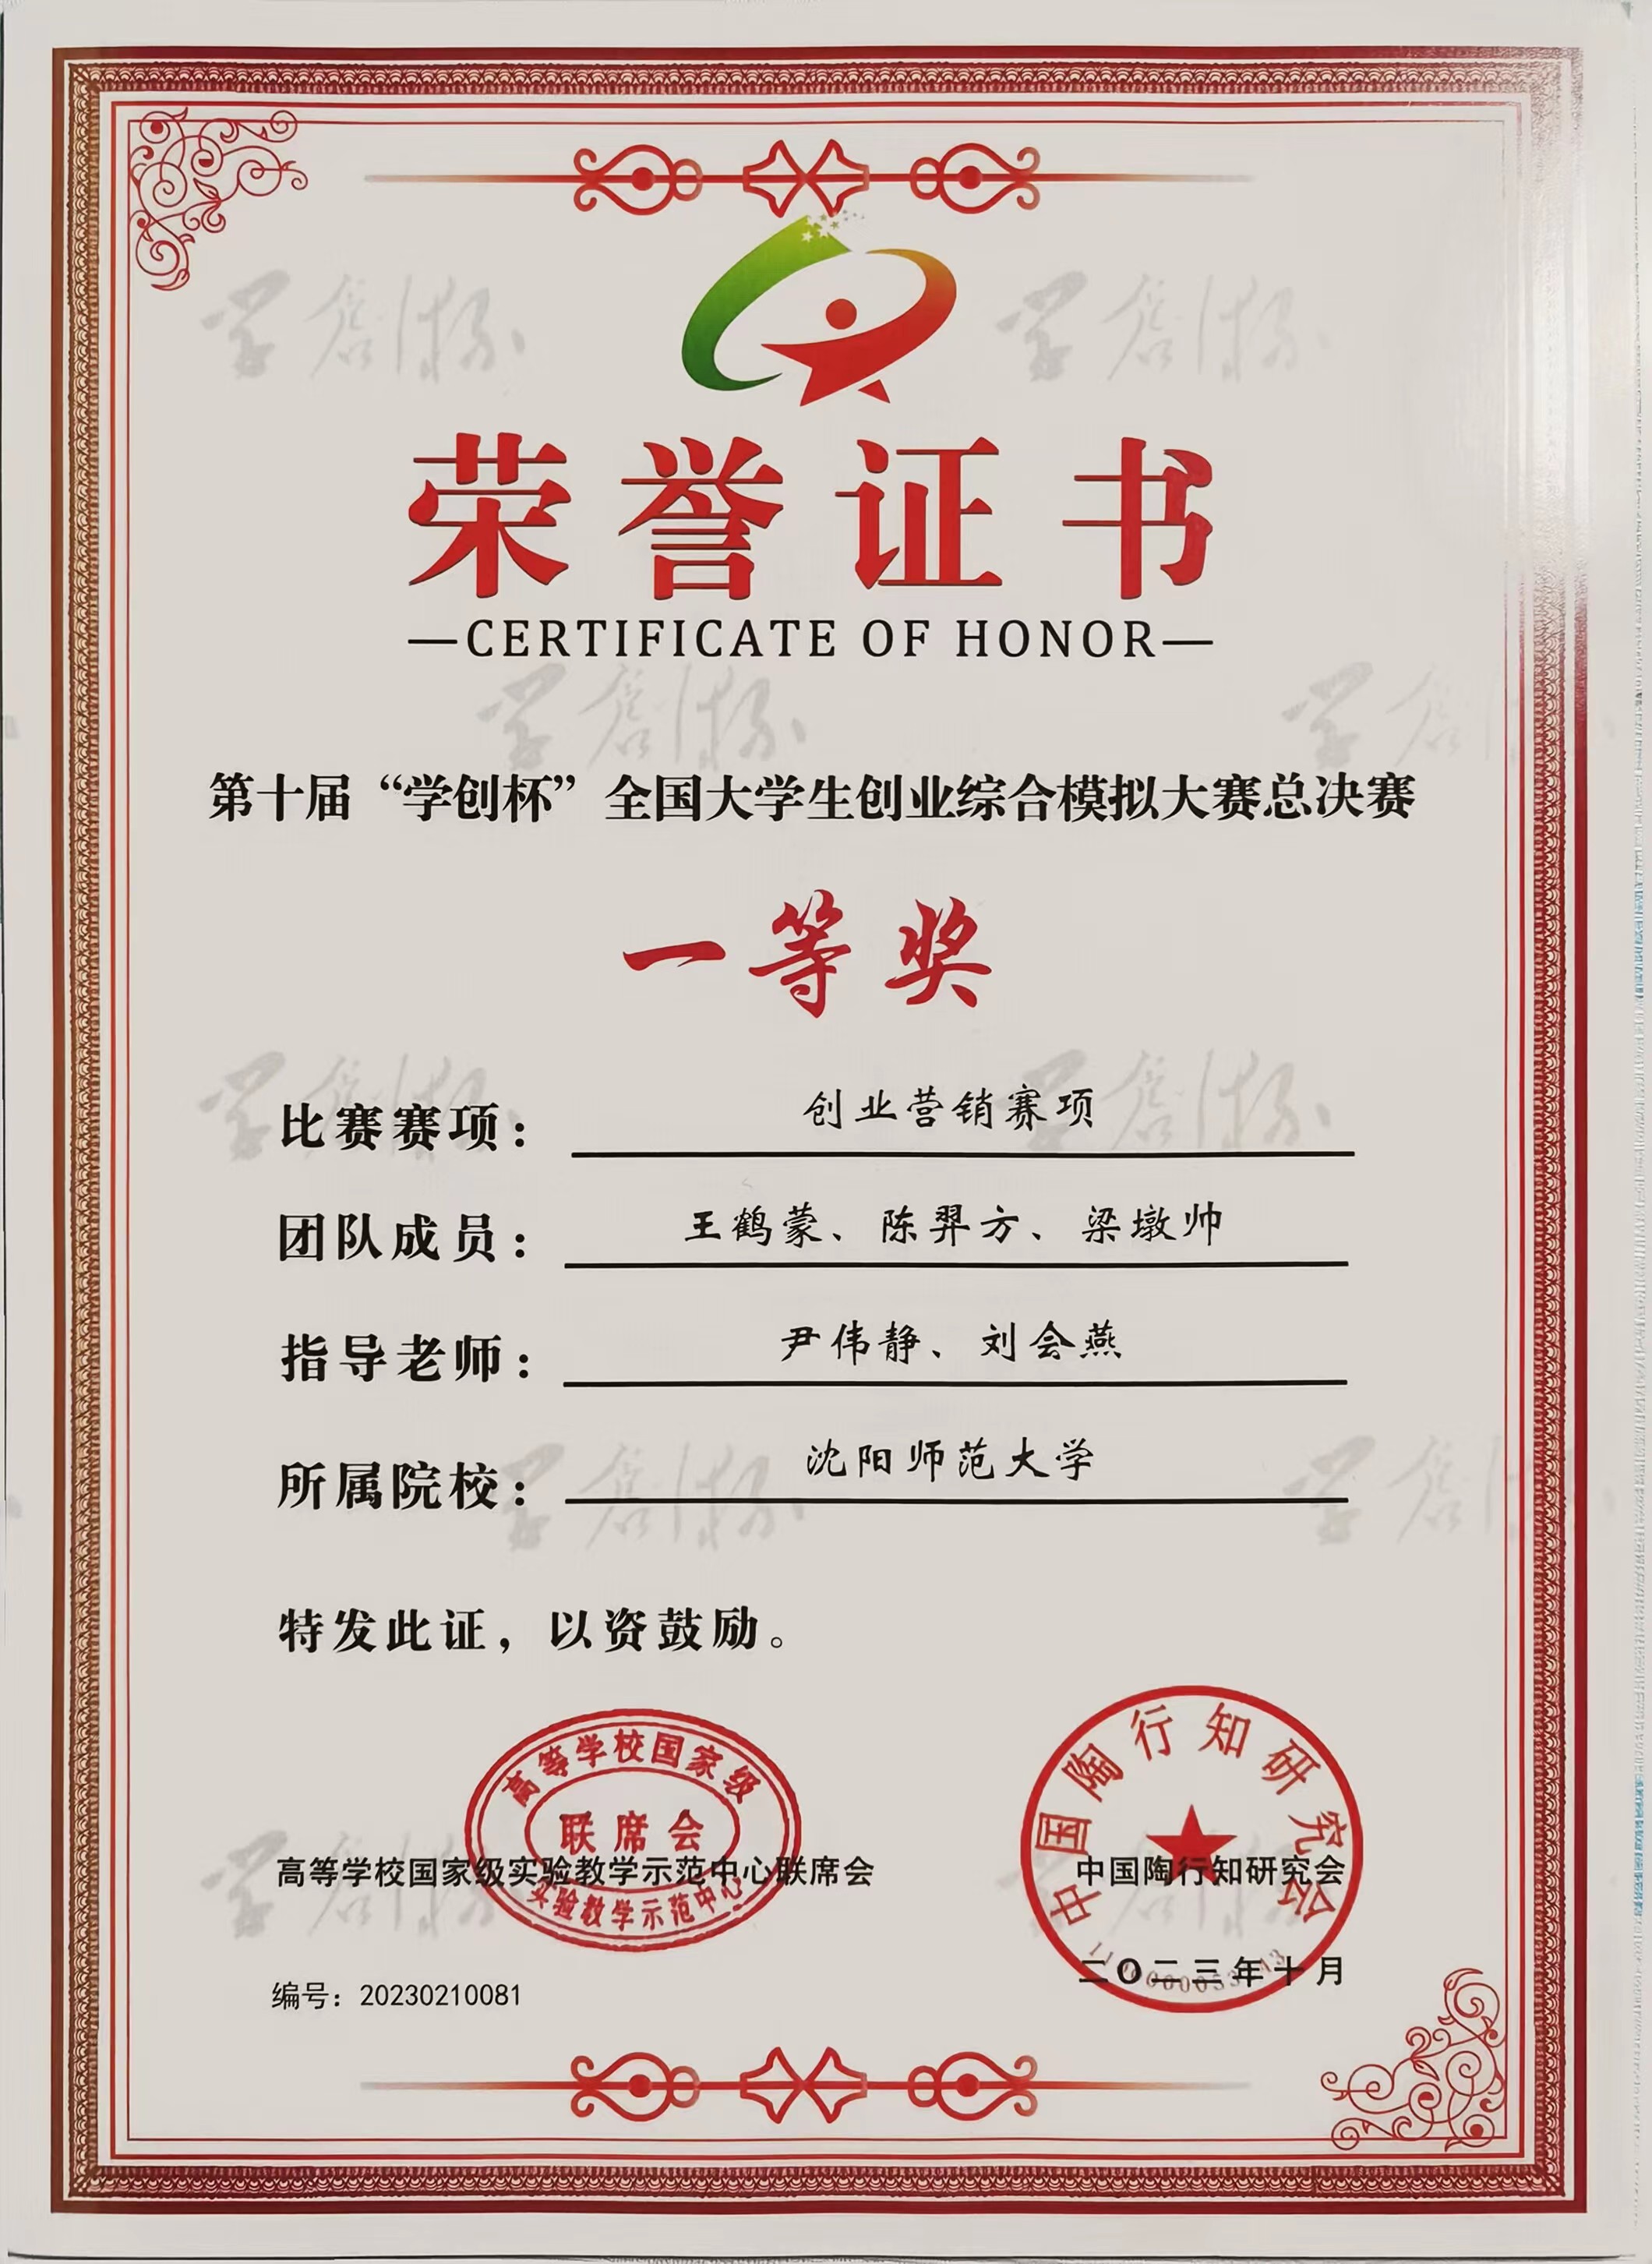 荣誉证书
—CERTIFICATE OF HONOR—
第十届“学创杯”全国大学生创业综合模拟大赛总决赛
一等奖
比赛赛项：创业营销赛项
团队成员：王鹤蒙、陈羿方、梁墩帅
指导老师：尹伟静、刘会燕
所属院校：沈阳师范大学
特发此证，以资鼓励。
高等学校国家级
联席会
实验教学示范中心
高等学校国家级实验教学示范中心联席会
中国陶行知研究会
中国陶行知研究会
二〇二三年十月
编号：20230210081
学创杯